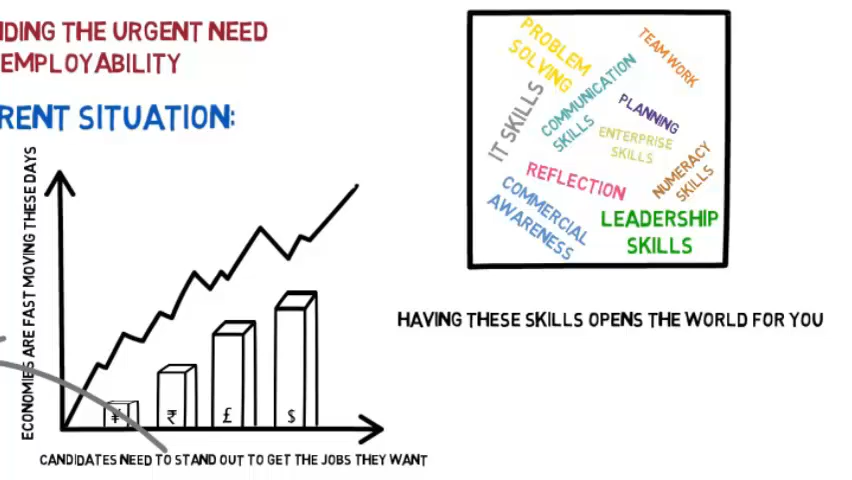 IDING THE URGENT NEED
EMPLOYABILITY
RENT SITUATION:
ECONOMIES ARE FAST MOVING THESE DAYS
¥
₹
£
$
CANDIDATES NEED TO STAND OUT TO GET THE JOBS THEY WANT
PROBLEM
SOLVING
TEAM WORK
IT SKILLS
COMMUNICATION
SKILLS
PLANNING
ENTERPRISE
SKILLS
NUMERACY
SKILLS
REFLECTION
COMMERCIAL
AWARENESS
LEADERSHIP
SKILLS
HAVING THESE SKILLS OPENS THE WORLD FOR YOU